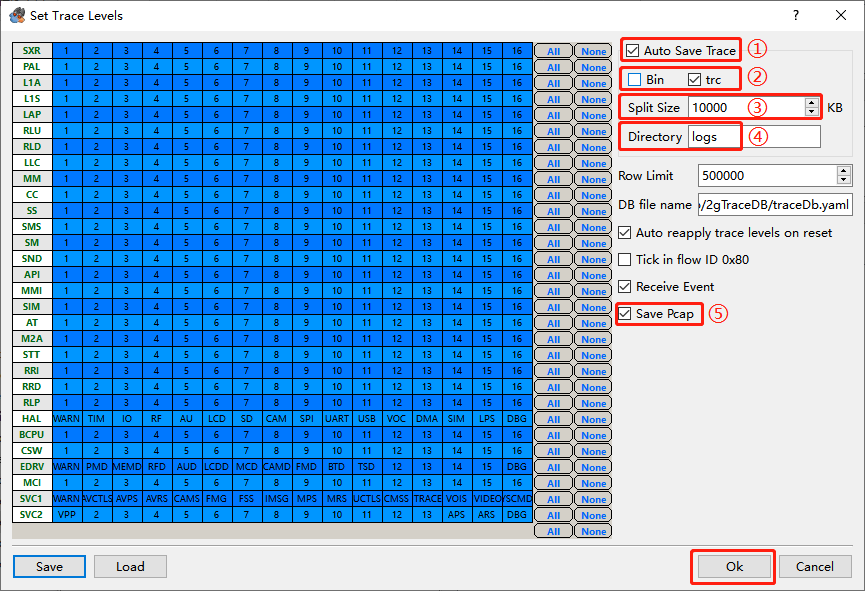 Set Trace Levels
?
SXR 1 2 3 4 5 6 7 8 9 10 11 12 13 14 15 16 All None
PAL 1 2 3 4 5 6 7 8 9 10 11 12 13 14 15 16 All None
L1A 1 2 3 4 5 6 7 8 9 10 11 12 13 14 15 16 All None
L1S 1 2 3 4 5 6 7 8 9 10 11 12 13 14 15 16 All None
LAP 1 2 3 4 5 6 7 8 9 10 11 12 13 14 15 16 All None
RLU 1 2 3 4 5 6 7 8 9 10 11 12 13 14 15 16 All None
RLD 1 2 3 4 5 6 7 8 9 10 11 12 13 14 15 16 All None
LLC 1 2 3 4 5 6 7 8 9 10 11 12 13 14 15 16 All None
MM 1 2 3 4 5 6 7 8 9 10 11 12 13 14 15 16 All None
CC 1 2 3 4 5 6 7 8 9 10 11 12 13 14 15 16 All None
SS 1 2 3 4 5 6 7 8 9 10 11 12 13 14 15 16 All None
SMS 1 2 3 4 5 6 7 8 9 10 11 12 13 14 15 16 All None
SM 1 2 3 4 5 6 7 8 9 10 11 12 13 14 15 16 All None
SND 1 2 3 4 5 6 7 8 9 10 11 12 13 14 15 16 All None
API 1 2 3 4 5 6 7 8 9 10 11 12 13 14 15 16 All None
MMI 1 2 3 4 5 6 7 8 9 10 11 12 13 14 15 16 All None
SIM 1 2 3 4 5 6 7 8 9 10 11 12 13 14 15 16 All None
AT 1 2 3 4 5 6 7 8 9 10 11 12 13 14 15 16 All None
M2A 1 2 3 4 5 6 7 8 9 10 11 12 13 14 15 16 All None
STT 1 2 3 4 5 6 7 8 9 10 11 12 13 14 15 16 All None
RRI 1 2 3 4 5 6 7 8 9 10 11 12 13 14 15 16 All None
RRD 1 2 3 4 5 6 7 8 9 10 11 12 13 14 15 16 All None
RLP 1 2 3 4 5 6 7 8 9 10 11 12 13 14 15 16 All None
HAL WARN TIM IO RF AU LCD SD CAM SPI UART USB VOC DMA SIM LPS DBG All None
BCPU 1 2 3 4 5 6 7 8 9 10 11 12 13 14 15 16 All None
CSW 1 2 3 4 5 6 7 8 9 10 11 12 13 14 15 16 All None
EDRV WARN PMD MEMD RFD AUD LCDD MCD CAMD FMD BTD TSD 12 13 14 15 DBG All None
MCI 1 2 3 4 5 6 7 8 9 10 11 12 13 14 15 16 All None
SVC1 WARN AVCTLS AVPS AVRS CAMS FMG FSS IMSG MPS MRS UCTLS CMSS TRACE VOIS VIDEO SCMD All None
SVC2 VPP 2 3 4 5 6 7 8 9 10 11 12 13 APS ARS DBG All None
All None
Auto Save Trace ①
Bin trc ②
Split Size 10000 ③ KB
Directory logs ④
Row Limit 500000
DB file name /2gTraceDB/traceDb.yaml
Auto reapply trace levels on reset
Tick in flow ID 0x80
Receive Event
Save Pcap ⑤
Save Load Ok Cancel